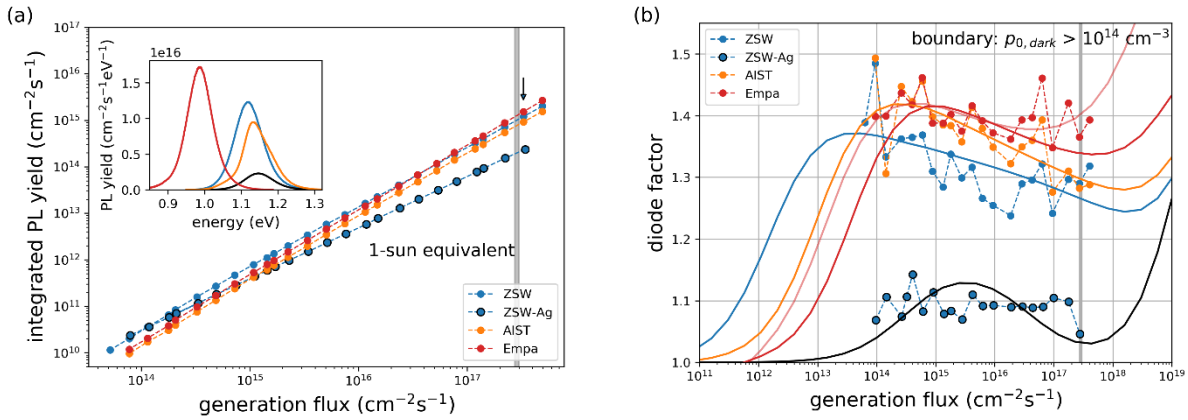 (a)
10^17
10^16
10^15
10^14
10^13
10^12
10^11
10^10
integrated PL yield (cm^-2s^-1)
1e16
1.5
1.0
0.5
0.0
PL yield (cm^-2s^-1eV^-1)
0.9 1.0 1.1 1.2 1.3
energy (eV)
1-sun equivalent
ZSW
ZSW-Ag
AIST
Empa
10^14 10^15 10^16 10^17
generation flux (cm^-2s^-1)
(b)
boundary: p_0,dark > 10^14 cm^-3
ZSW
ZSW-Ag
AIST
Empa
1.5
1.4
1.3
1.2
1.1
1.0
diode factor
10^11 10^12 10^13 10^14 10^15 10^16 10^17 10^18 10^19
generation flux (cm^-2s^-1)